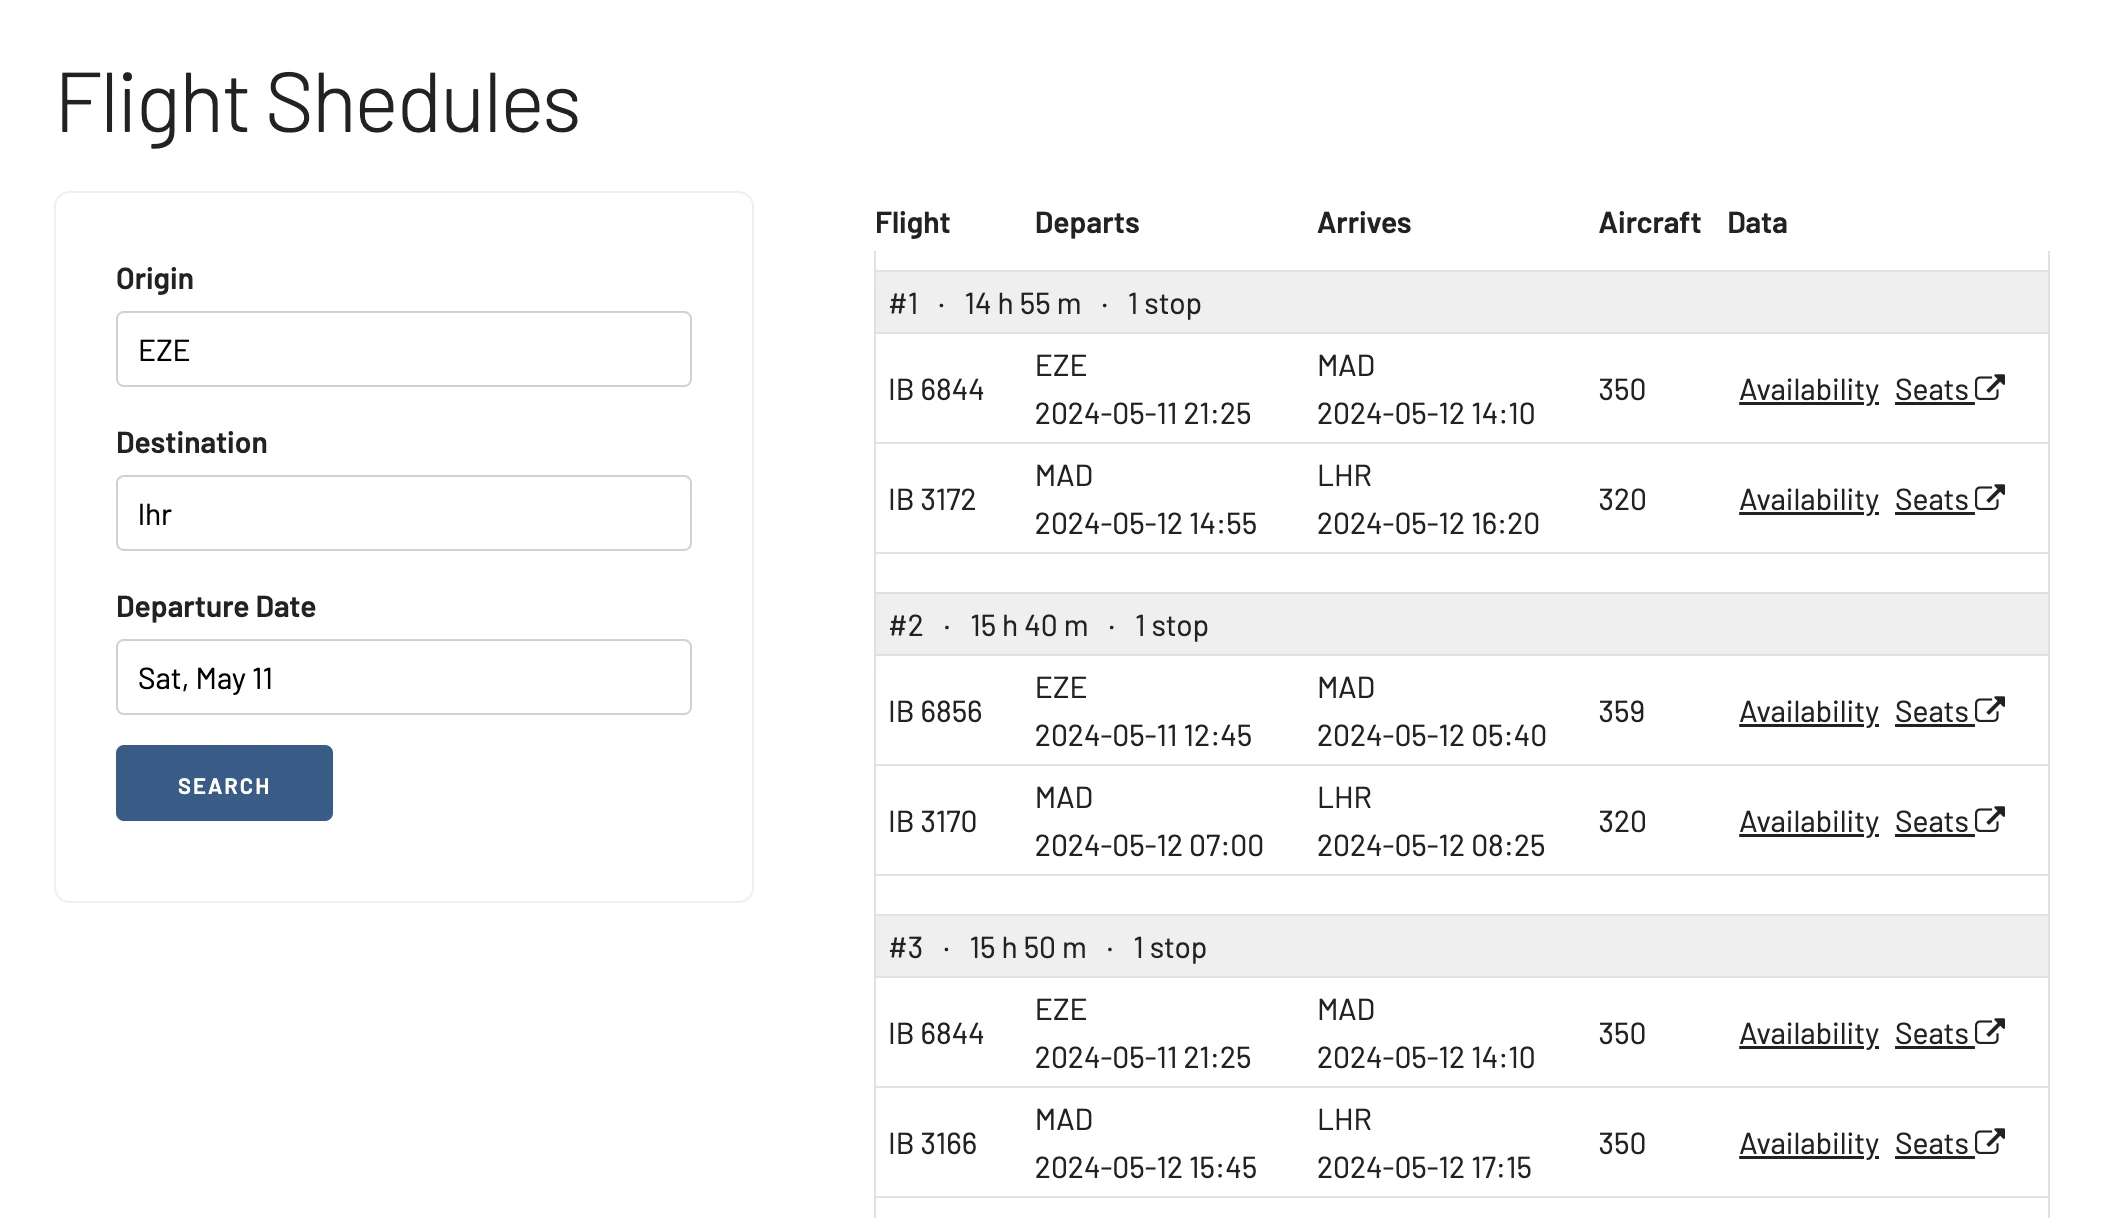 Flight Shedules
Origin
EZE
Destination
lhr
Departure Date
Sat, May 11
SEARCH
Flight Departs Arrives Aircraft Data
#1 · 14 h 55 m · 1 stop
IB 6844 EZE 2024-05-11 21:25 MAD 2024-05-12 14:10 350 Availability Seats
IB 3172 MAD 2024-05-12 14:55 LHR 2024-05-12 16:20 320 Availability Seats
#2 · 15 h 40 m · 1 stop
IB 6856 EZE 2024-05-11 12:45 MAD 2024-05-12 05:40 359 Availability Seats
IB 3170 MAD 2024-05-12 07:00 LHR 2024-05-12 08:25 320 Availability Seats
#3 · 15 h 50 m · 1 stop
IB 6844 EZE 2024-05-11 21:25 MAD 2024-05-12 14:10 350 Availability Seats
IB 3166 MAD 2024-05-12 15:45 LHR 2024-05-12 17:15 350 Availability Seats